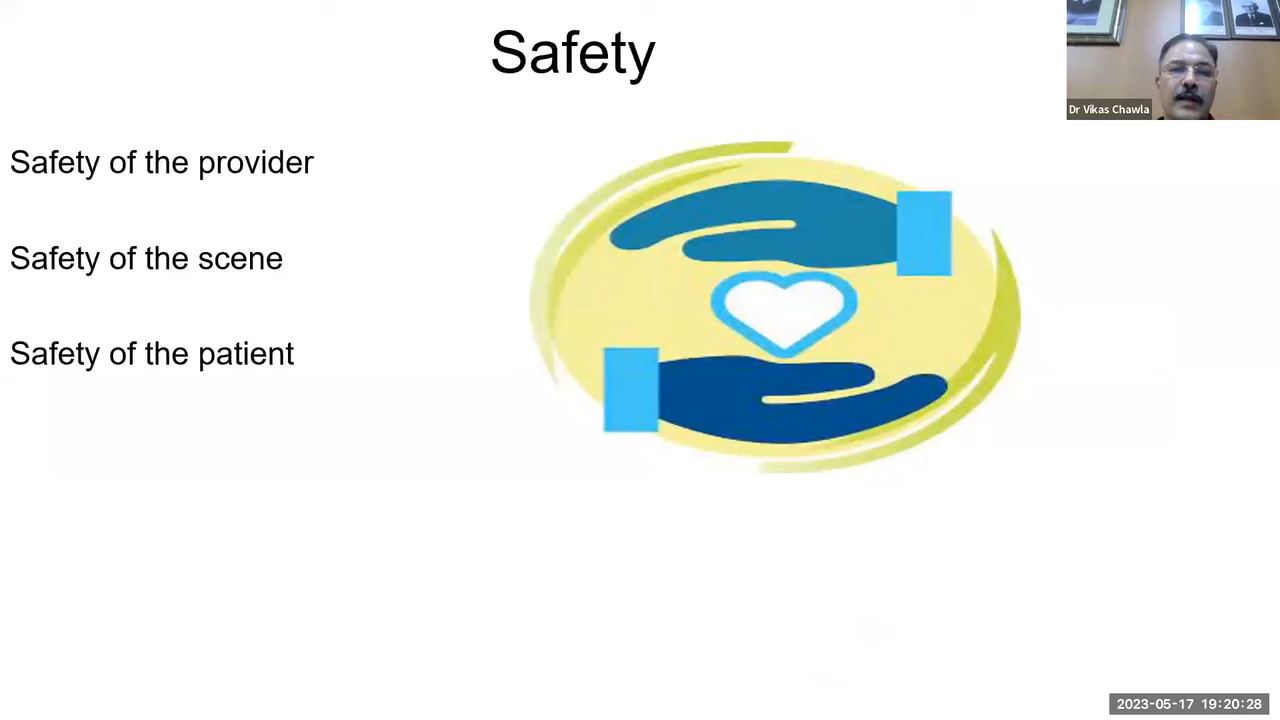 Safety
Dr Vikas Chawla
Safety of the provider
Safety of the scene
Safety of the patient
2023-05-17 19:20:28